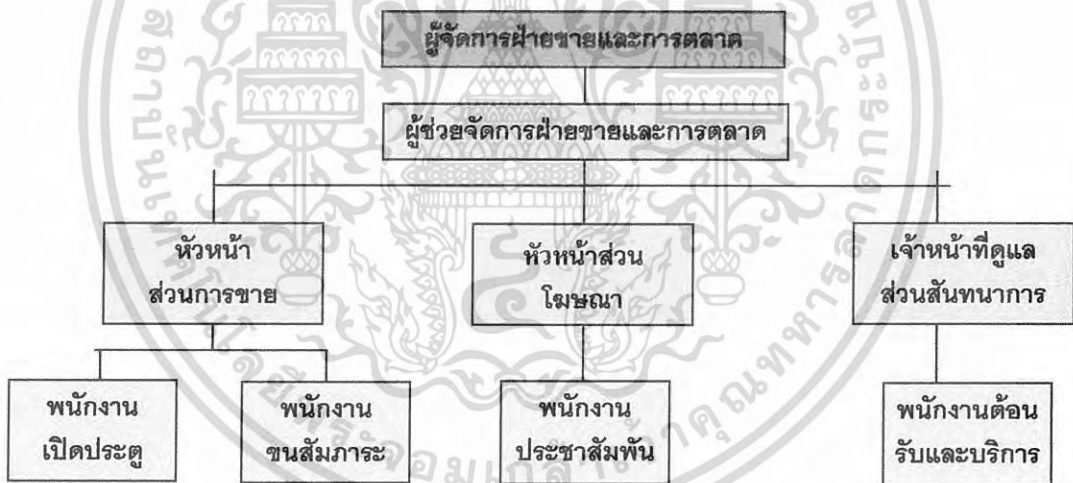 ผู้จัดการฝ่ายขายและการตลาด
ผู้ช่วยจัดการฝ่ายขายและการตลาด
หัวหน้า
ส่วนการขาย
หัวหน้าส่วน
โฆษณา
เจ้าหน้าที่ดูแล
ส่วนสันทนาการ
พนักงาน
เปิดประตู
พนักงาน
ขนสัมภาระ
พนักงาน
ประชาสัมพัน
พนักงานต้อน
รับและบริการ